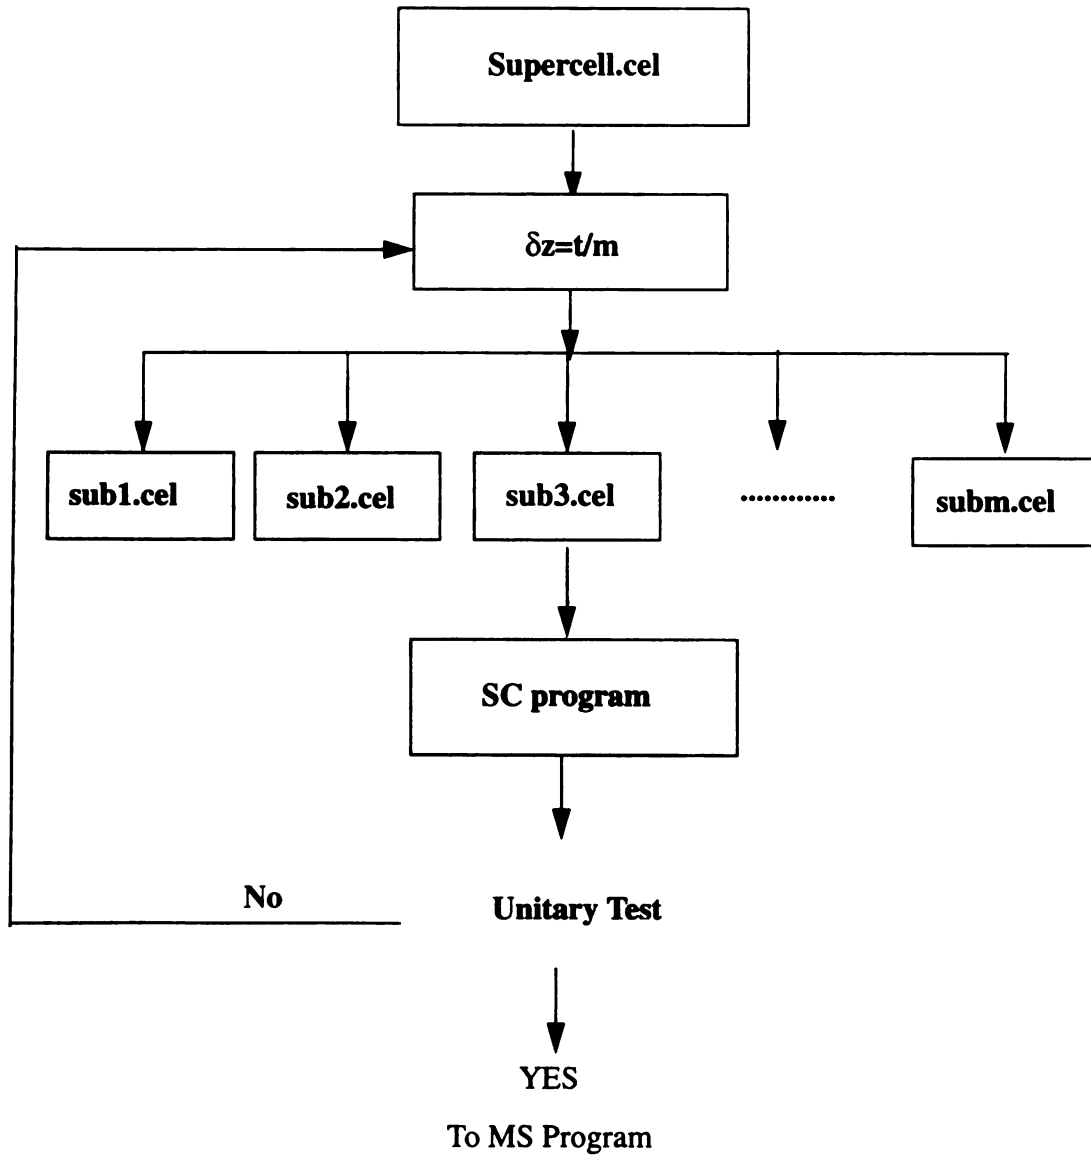 Supercell.cel
δz=t/m
sub1.cel
sub2.cel
sub3.cel
.............
subm.cel
SC program
No
Unitary Test
YES
To MS Program